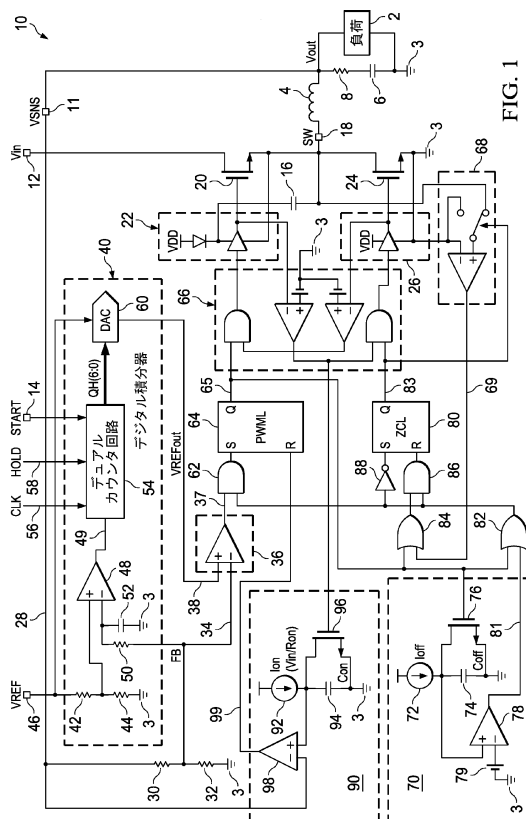 10
VSNS
11
Vin
12
Vout
2
負荷
4
8
6
3
SW
18
20
16
22
VDD
24
3
68
26
VDD
3
66
40
60
DAC
QH(6:0)
START
14
HOLD
58
CLK
56
デュアル
カウンタ回路
54
デジタル積分器
49
48
52
3
50
28
VREF
46
42
44
3
FB
30
32
3
VREFout
38
37
36
34
62
64
S
Q
PWML
R
65
83
S
Q
ZCL
R
80
88
86
84
82
69
99
98
Ion
(Vin/Ron)
92
Con
94
96
3
90
70
Ioff
72
74
Coff
76
78
79
81
3
3
FIG. 1